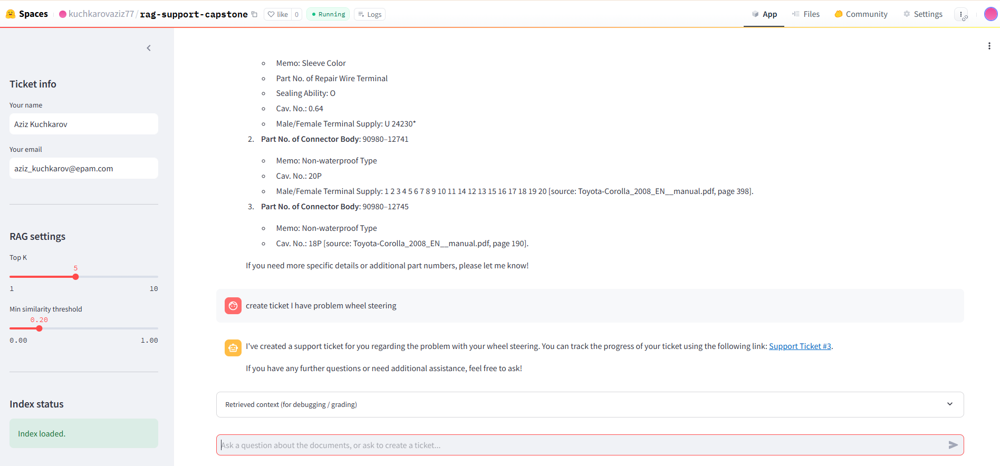 Spaces kuchkarovaziz77/rag-support-capstone like 0 Running Logs App Files Community Settings
Ticket info
Your name
Aziz Kuchkarov
Your email
aziz_kuchkarov@epam.com
RAG settings
Top K
5
1 10
Min similarity threshold
0.20
0.00 1.00
Index status
Index loaded.
Memo: Sleeve Color
Part No. of Repair Wire Terminal
Sealing Ability: O
Cav. No.: 0.64
Male/Female Terminal Supply: U 24230*
2. Part No. of Connector Body: 90980–12741
Memo: Non-waterproof Type
Cav. No.: 20P
Male/Female Terminal Supply: 1 2 3 4 5 6 7 8 9 10 11 14 12 13 15 16 17 18 19 20 [source: Toyota-Corolla_2008_EN__manual.pdf, page 398].
3. Part No. of Connector Body: 90980–12745
Memo: Non-waterproof Type
Cav. No.: 18P [source: Toyota-Corolla_2008_EN__manual.pdf, page 190].
If you need more specific details or additional part numbers, please let me know!
create ticket I have problem wheel steering
I've created a support ticket for you regarding the problem with your wheel steering. You can track the progress of your ticket using the following link: Support Ticket #3.
If you have any further questions or need additional assistance, feel free to ask!
Retrieved context (for debugging / grading)
Ask a question about the documents, or ask to create a ticket...